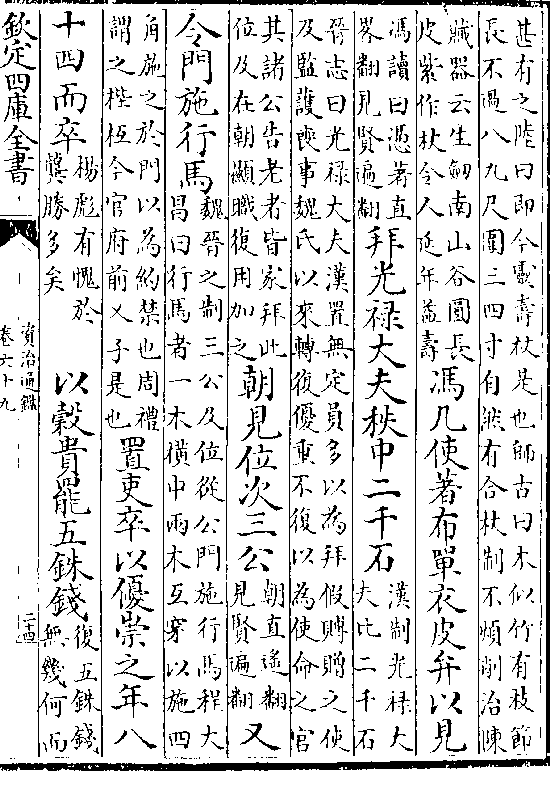 甚有之陸曰即今靈壽杖是也師古曰木似竹有枝節
長不過八九尺圍三四寸自然有合杖制不煩削治陳
藏器云生劒南山谷圓長
皮紫作杖令人延年益壽
馮几使著布單衣皮弁以見
馮讀曰憑著直
畧翻見賢遍翻
拜光禄大夫秩中二千石
漢制光禄大
夫比二千石
晉志曰光禄大夫漢置無定員多以為拜假賻贈之使
及監護喪事魏氏以來轉復優重不復以為使命之官
其諸公告老者皆家拜此
位及在朝顯職復用加之
朝見位次三公
朝直遥翻
見賢遍翻
又
令門施行馬
魏晉之制三公及位從公門施行馬程大
昌曰行馬者一木橫中兩木互穿以施四
角施之於門以為約禁也周禮
謂之梐枑今官府前乂子是也
置吏卒以優崇之年八
十四而卒
楊彪有愧於
龔勝多矣
以穀貴罷五銖錢
復五銖錢
無幾何而
欽定四庫全書
資治通鑑
卷六十九
二十四